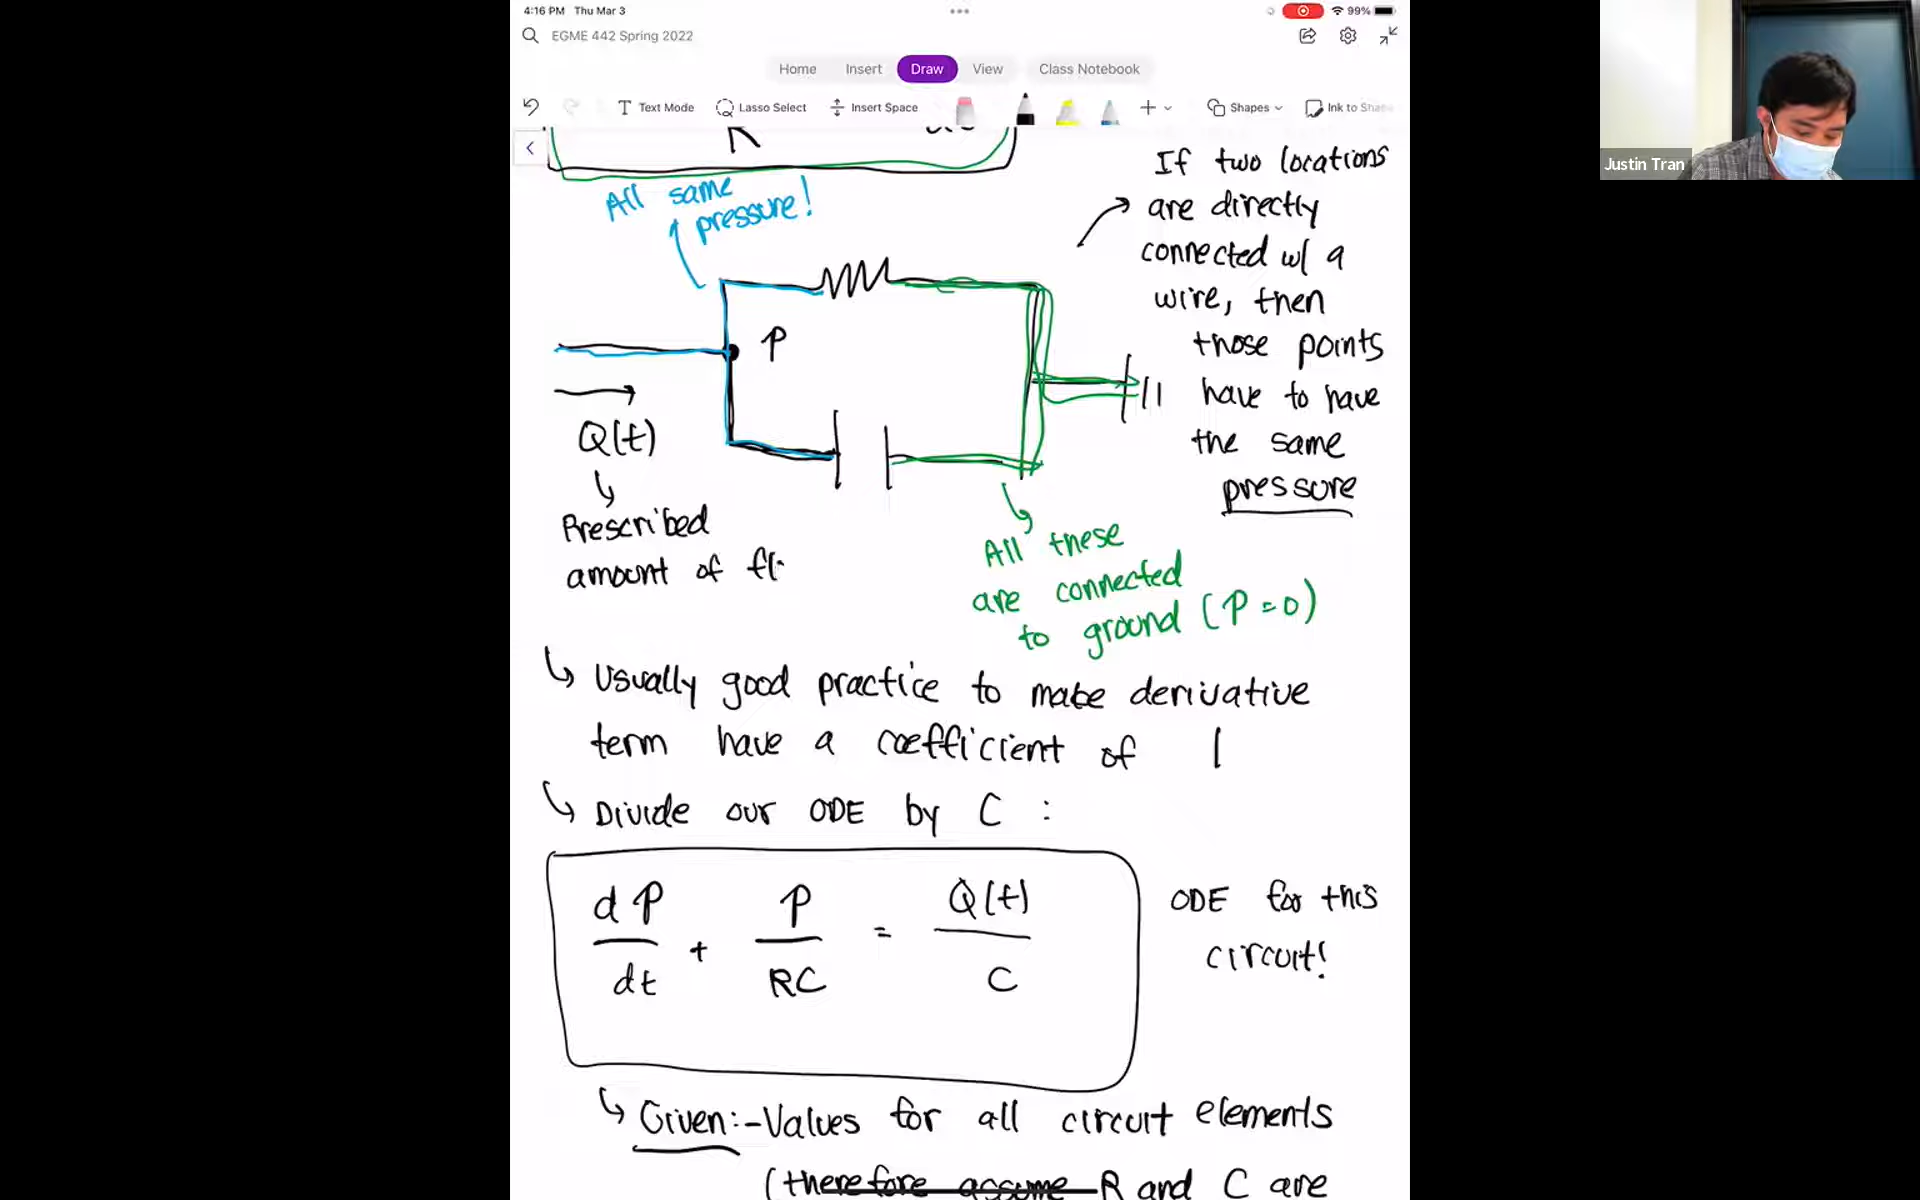 4:16 PM Thu Mar 3
99%
EGME 442 Spring 2022
Home Insert Draw View Class Notebook
Text Mode Lasso Select Insert Space Shapes Ink to Shape
R
All same
pressure!
If two locations
are directly
connected w/ a
wire, then
those points
have to have
the same
pressure
P
Q(t)
Prescribed
amount of fl
All these
are connected
to ground (P=0)
Usually good practice to make derivative
term have a coefficient of 1
Divide our ODE by C :
dP/dt + P/RC = Q(t)/C
ODE for this
circuit!
Given:-Values for all circuit elements
(therefore assume R and C are
Justin Tran